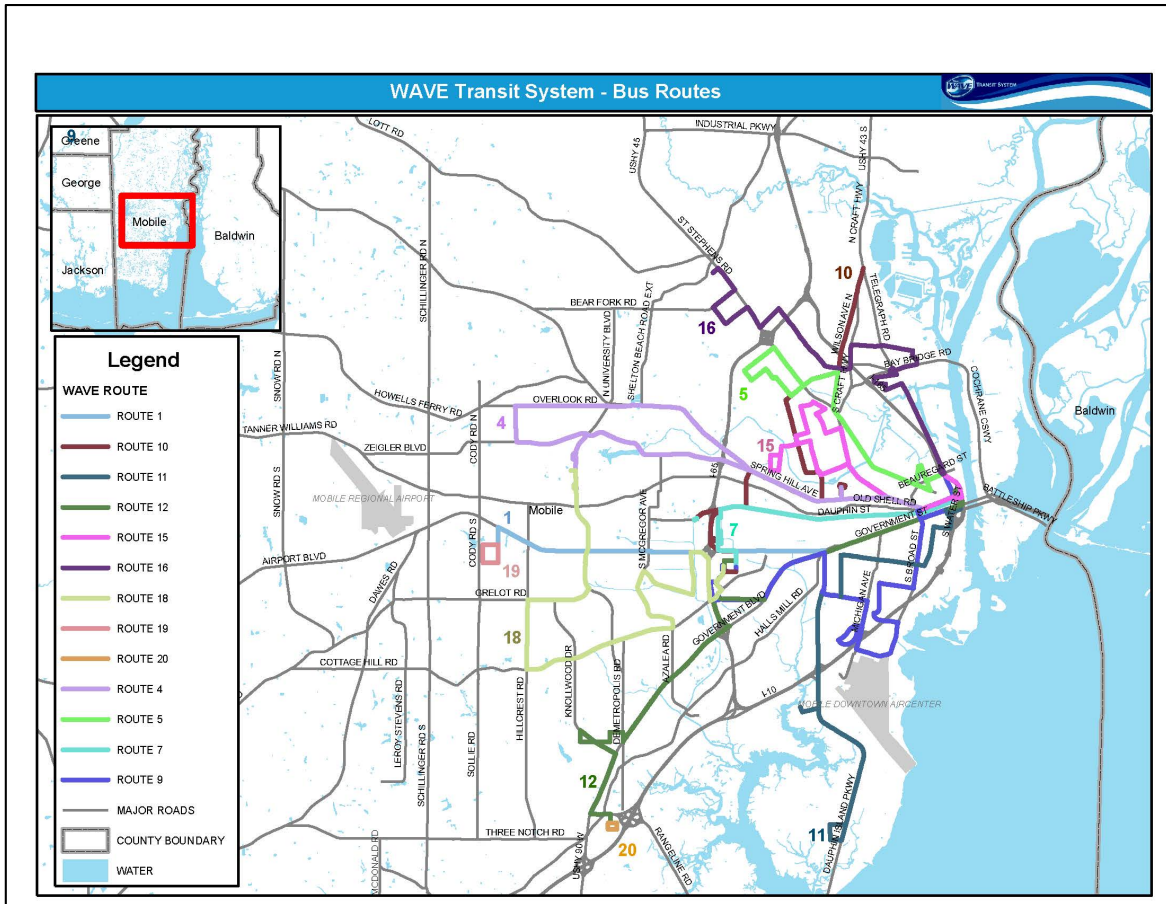 WAVE Transit System - Bus Routes
TRANSIT SYSTEM
9
Greene
George
Mobile
Baldwin
Jackson
Legend
WAVE ROUTE
ROUTE 1
ROUTE 10
ROUTE 11
ROUTE 12
ROUTE 15
ROUTE 16
ROUTE 18
ROUTE 19
ROUTE 20
ROUTE 4
ROUTE 5
ROUTE 7
ROUTE 9
MAJOR ROADS
COUNTY BOUNDARY
WATER
LOTT RD
INDUSTRIAL PKWY
USHY 45
USHY 43 S
N CRAFT HWY
ST STEPHENS RD
SCHILLINGER RD N
10
TELEGRAPH RD
BEAR FORK RD
SHELTON BEACH ROAD EXT
N UNIVERSITY BLVD
16
WILSON AVE N
BAY BRIDGE RD
SNOW RD N
S CRAFT HWY
COCHRANE CSWY
5
HOWELLS FERRY RD
OVERLOOK RD
Baldwin
4
TANNER WILLIAMS RD
ZEIGLER BLVD
CODY RD N
15
I-65
SPRING HILL AVE
BEAUREGARD ST
MOBILE REGIONAL AIRPORT
OLD SHELL RD
DAUPHIN ST
BATTLESHIP PKWY
SNOW RD S
Mobile
1
S MCGREGOR AVE
7
GOVERNMENT ST
S WATER ST
CODY RD S
19
S BROAD ST
AIRPORT BLVD
DAWES RD
GRELOT RD
MICHIGAN AVE
GOVERNMENT BLVD
HALLS MILL RD
18
COTTAGE HILL RD
KNOLLWOOD DR
DEMETROPOLIS RD
AZALEA RD
I-10
MOBILE DOWNTOWN AIRCENTER
LEROY STEVENS RD
SCHILLINGER RD S
SOLLIE RD
HILLCREST RD
12
THREE NOTCH RD
MCDONALD RD
USHY 90 W
20
RANGELINE RD
11
DAUPHIN ISLAND PKWY